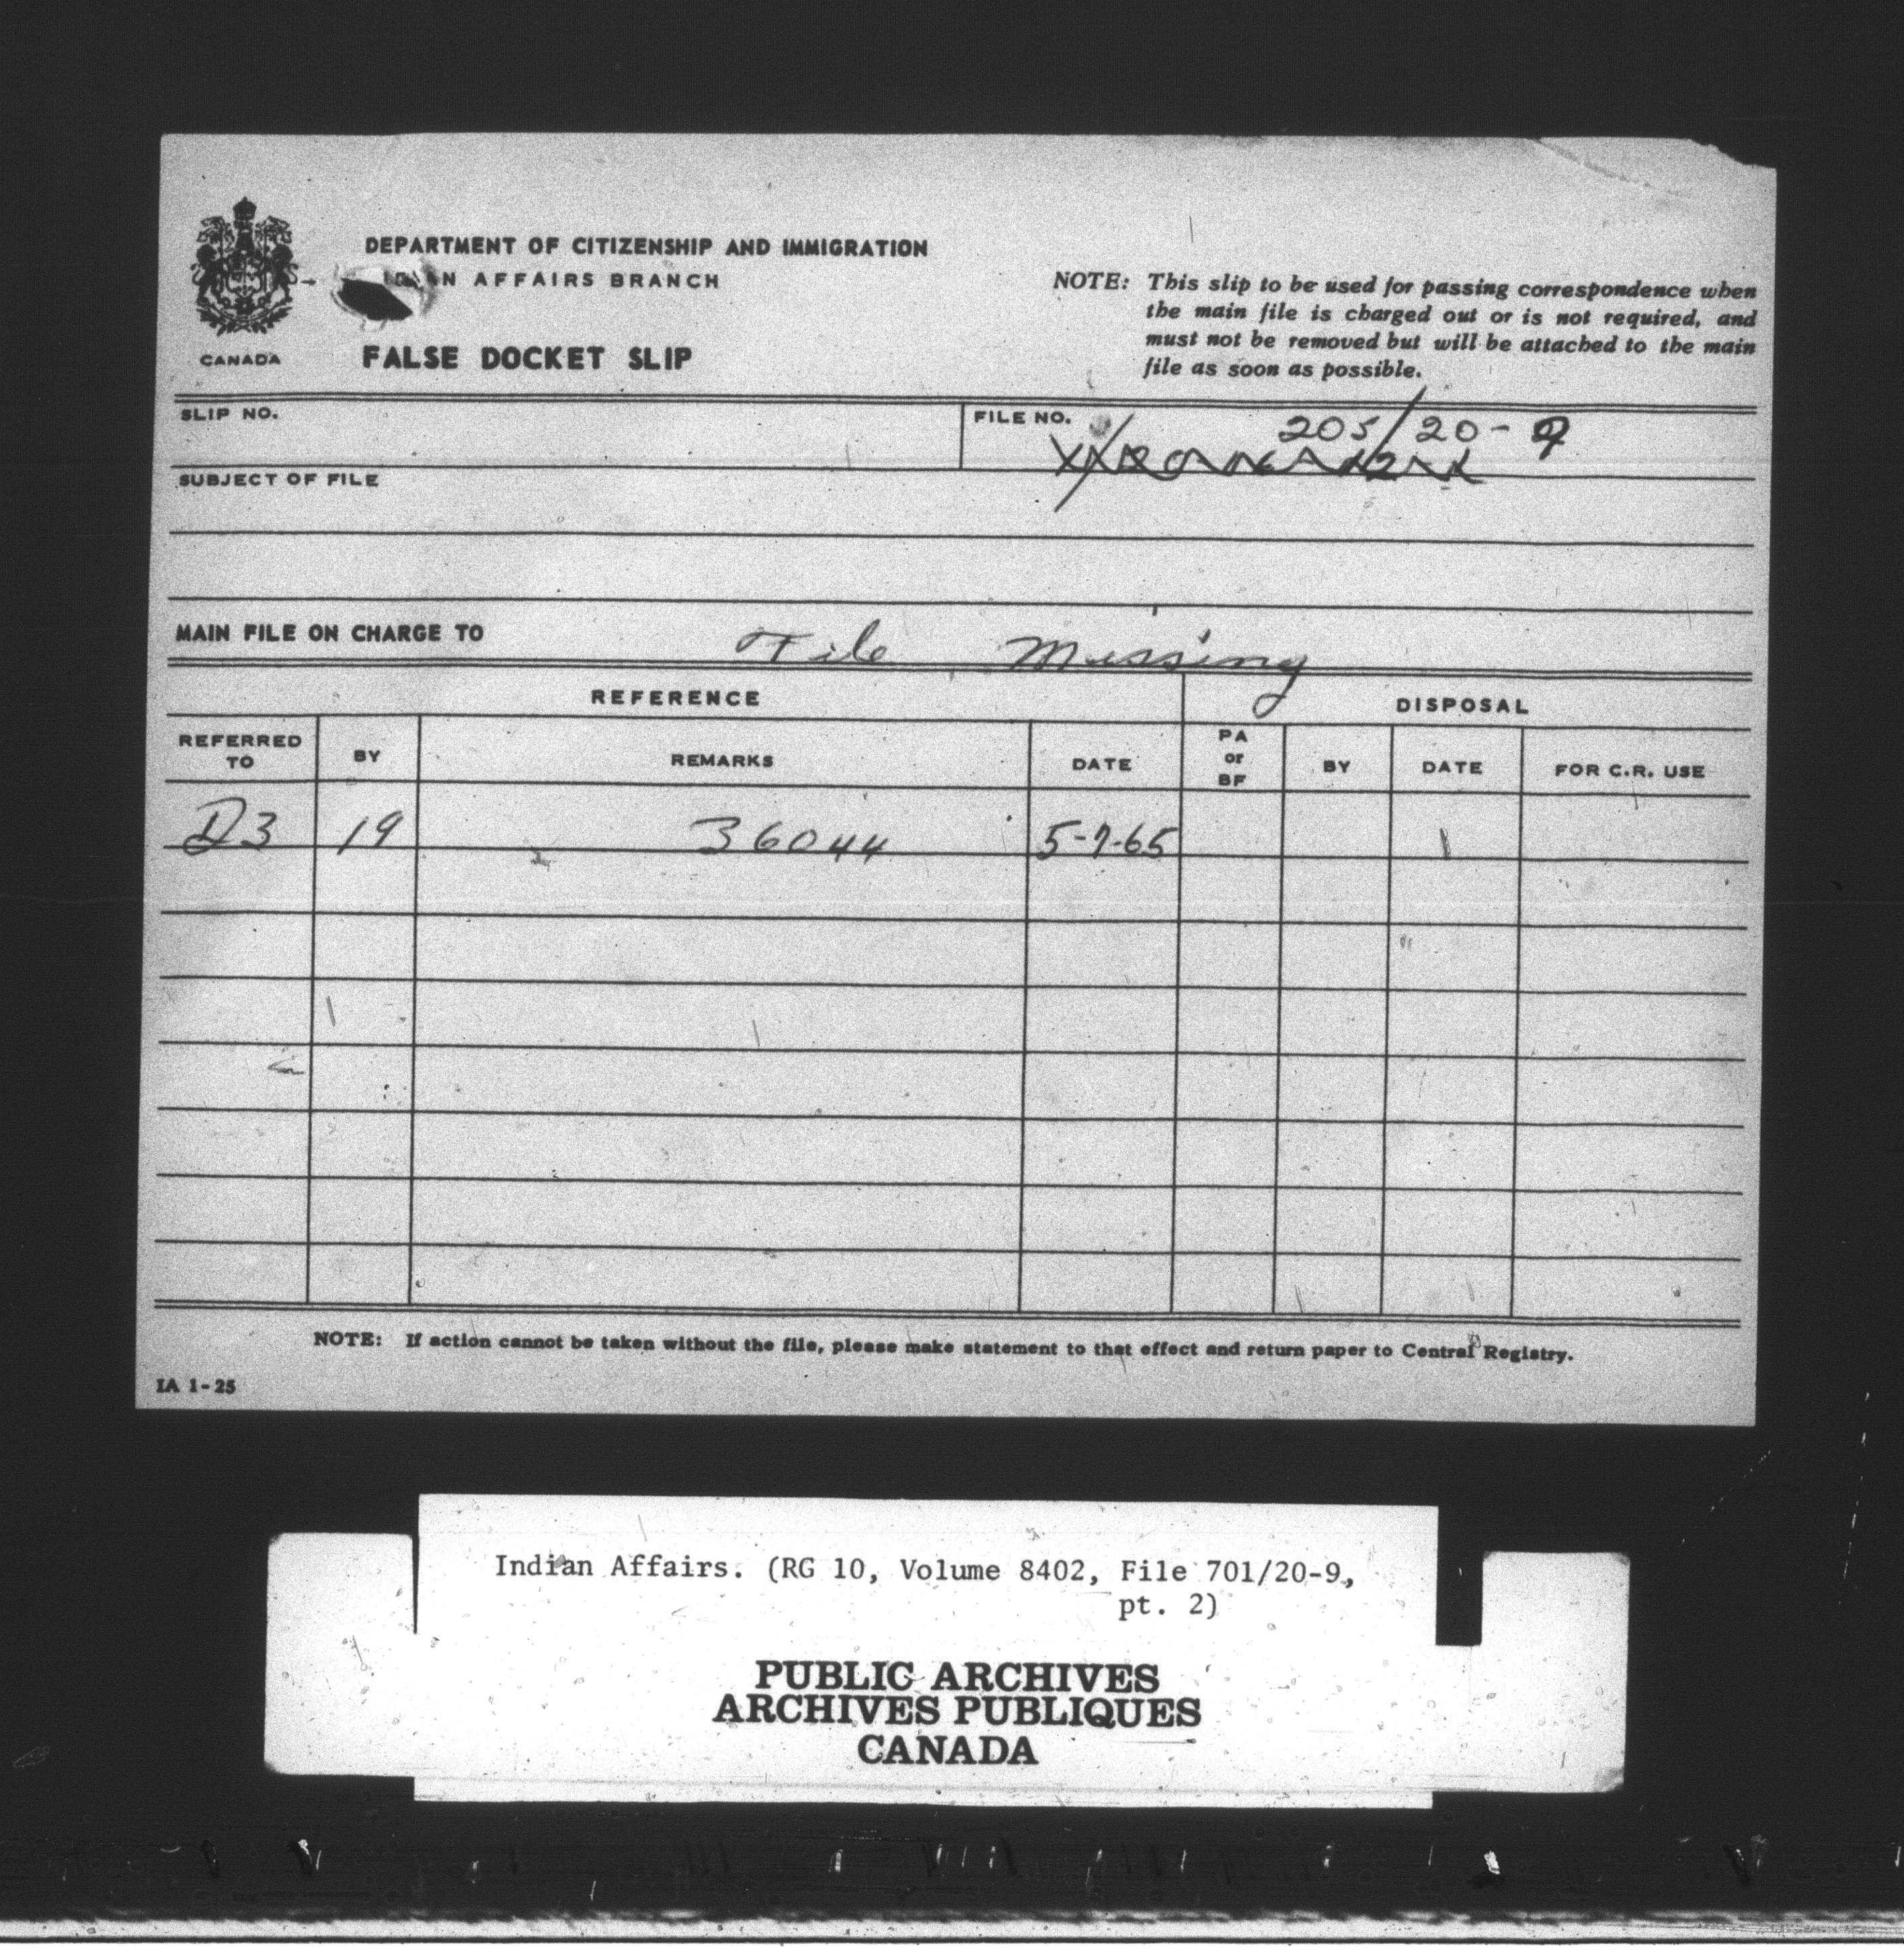 DEPARTMENT OF CITIZENSHIP AND IMMIGRATION
AFFAIRS BRANCH
CANADA
FALSE DOCKET SLIP
NOTE: This slip to be used for passing correspondence when
the main file is charged out or is not required, and
must not be removed but will be attached to the main
file as soon as possible.
SLIP NO.
FILE NO. 205/20-9
SUBJECT OF FILE
MAIN FILE ON CHARGE TO File Missing
REFERENCE DISPOSAL
REFERRED TO BY REMARKS DATE PA or BF BY DATE FOR C.R. USE
D3 19 36044 5-7-65
NOTE: If action cannot be taken without the file, please make statement to that effect and return paper to Central Registry.
IA 1-25
Indian Affairs. (RG 10, Volume 8402, File 701/20-9,
pt. 2)
PUBLIC ARCHIVES
ARCHIVES PUBLIQUES
CANADA